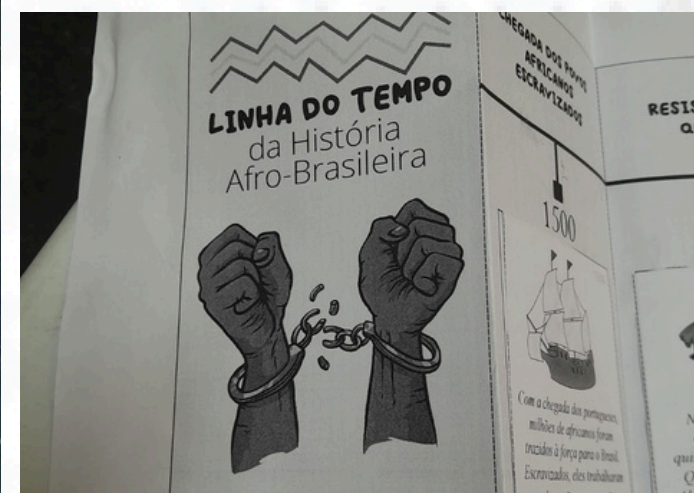 LINHA DO TEMPO
da História
Afro-Brasileira
CHEGADA DOS POVOS
AFRICANOS
ESCRAVIZADOS
1500
Com a chegada dos portugueses,
milhões de africanos foram
trazidos à força para o Brasil.
Escravizados, eles trabalharam
RESIS
Q
N
qui
Q